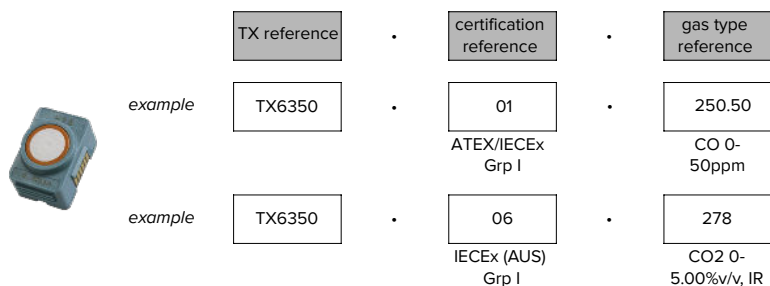 TX reference • certification reference • gas type reference
example TX6350 • 01 • 250.50
ATEX/IECEx Grp I CO 0-50ppm
example TX6350 • 06 • 278
IECEx (AUS) Grp I CO2 0-5.00%v/v, IR